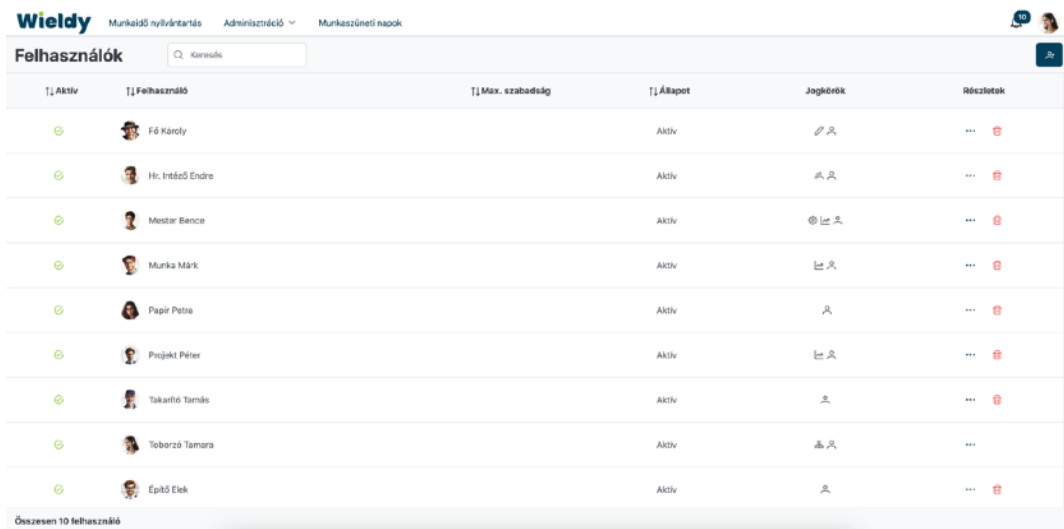 Wieldy Munkaidő nyilvántartás Adminisztráció Munkaszüneti napok 10
Felhasználók Keresés
Aktív Felhasználó Max. szabadság Állapot Jogkörök Részletek
Fő Károly Aktív
Hr. Intéző Endre Aktív
Mester Bence Aktív
Munka Márk Aktív
Papír Petra Aktív
Projekt Péter Aktív
Takarító Tamás Aktív
Toborzó Tamara Aktív
Építő Elek Aktív
Összesen 10 felhasználó